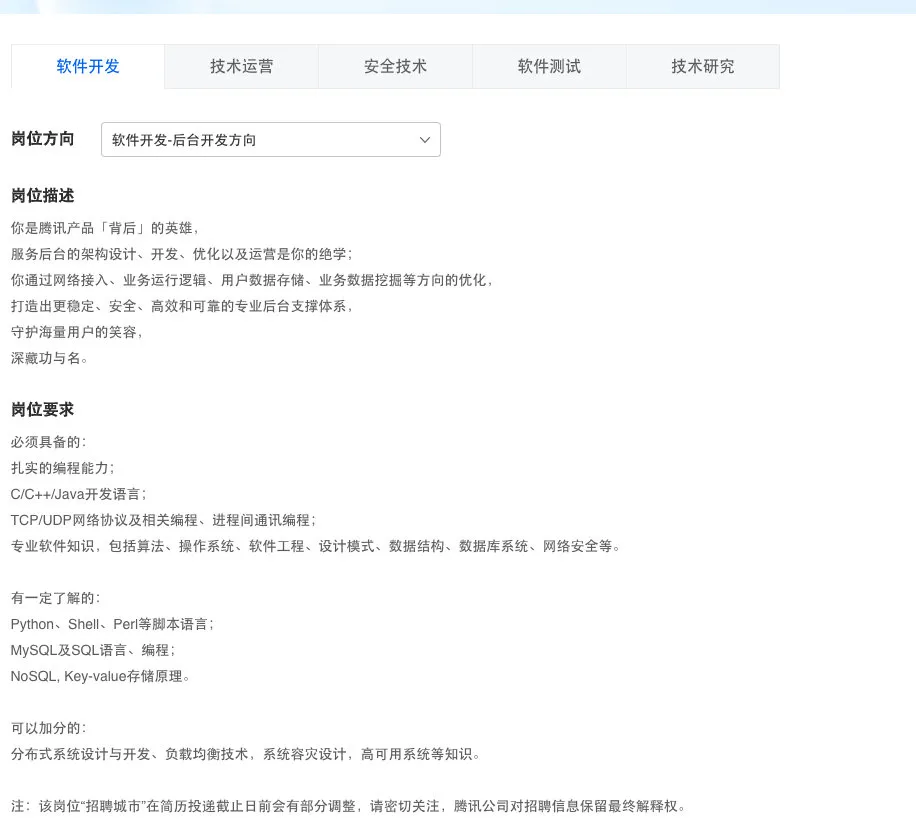 软件开发
技术运营
安全技术
软件测试
技术研究
岗位方向
软件开发-后台开发方向
岗位描述
你是腾讯产品「背后」的英雄，
服务后台的架构设计、开发、优化以及运营是你的绝学；
你通过网络接入、业务运行逻辑、用户数据存储、业务数据挖掘等方向的优化，
打造出更稳定、安全、高效和可靠的专业后台支撑体系，
守护海量用户的笑容，
深藏功与名。
岗位要求
必须具备的：
扎实的编程能力；
C/C++/Java开发语言；
TCP/UDP网络协议及相关编程、进程间通讯编程；
专业软件知识，包括算法、操作系统、软件工程、设计模式、数据结构、数据库系统、网络安全等。
有一定了解的：
Python、Shell、Perl等脚本语言；
MySQL及SQL语言、编程；
NoSQL, Key-value存储原理。
可以加分的：
分布式系统设计与开发、负载均衡技术，系统容灾设计，高可用系统等知识。
注：该岗位“招聘城市”在简历投递截止日前会有部分调整，请密切关注，腾讯公司对招聘信息保留最终解释权。